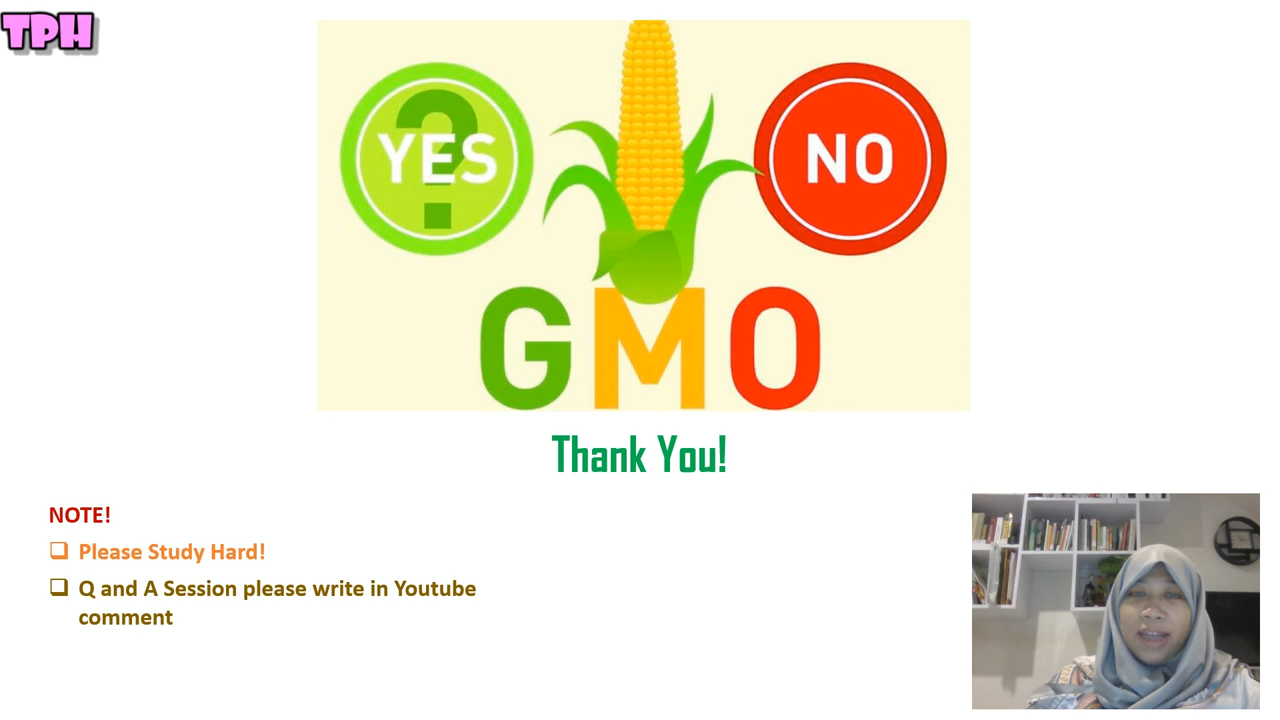 TPH
YES
?
NO
GMO
Thank You!
NOTE!
❑ Please Study Hard!
❑ Q and A Session please write in Youtube
comment